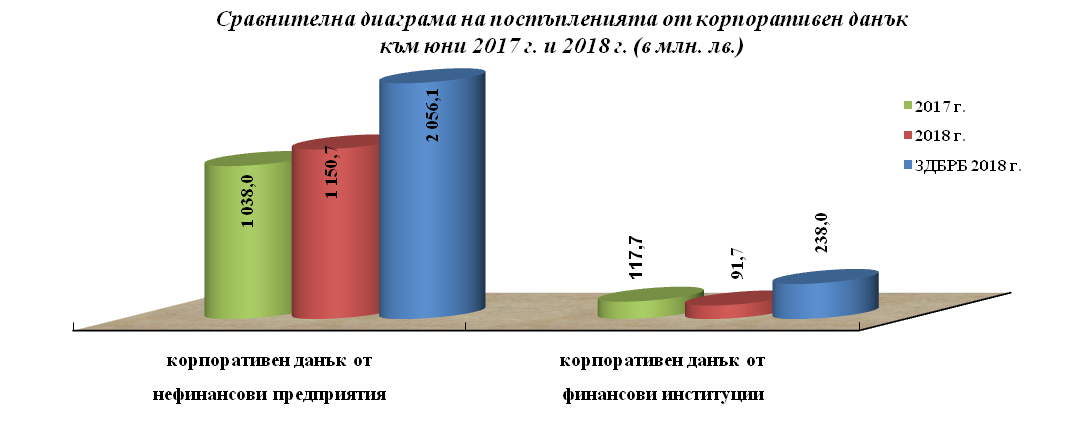 Сравнителна диаграма на постъпленията от корпоративен данък
към юни 2017 г. и 2018 г. (в млн. лв.)
2017 г.
2018 г.
ЗДБРБ 2018 г.
1 038,0
1 150,7
2 056,1
117,7
91,7
238,0
корпоративен данък от
нефинансови предприятия
корпоративен данък от
финансови институции